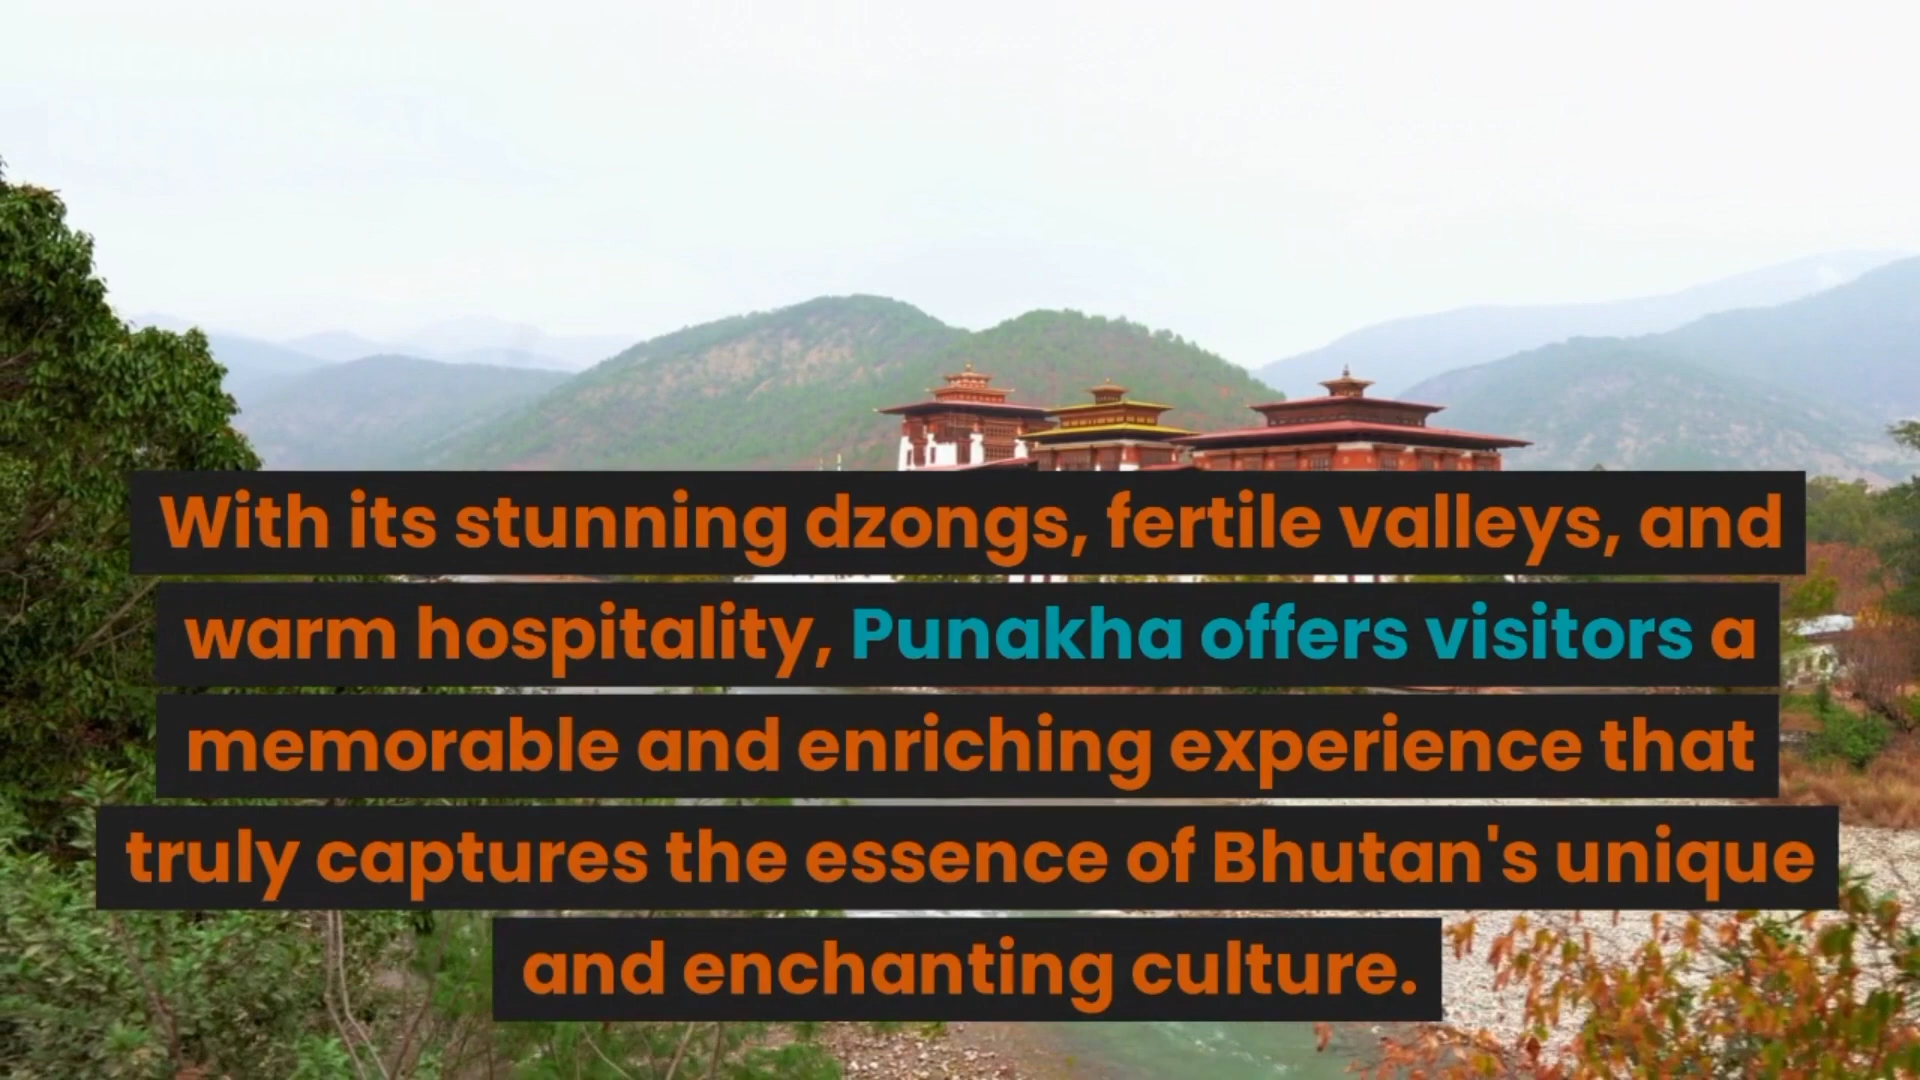 With its stunning dzongs, fertile valleys, and
warm hospitality, Punakha offers visitors a
memorable and enriching experience that
truly captures the essence of Bhutan's unique
and enchanting culture.